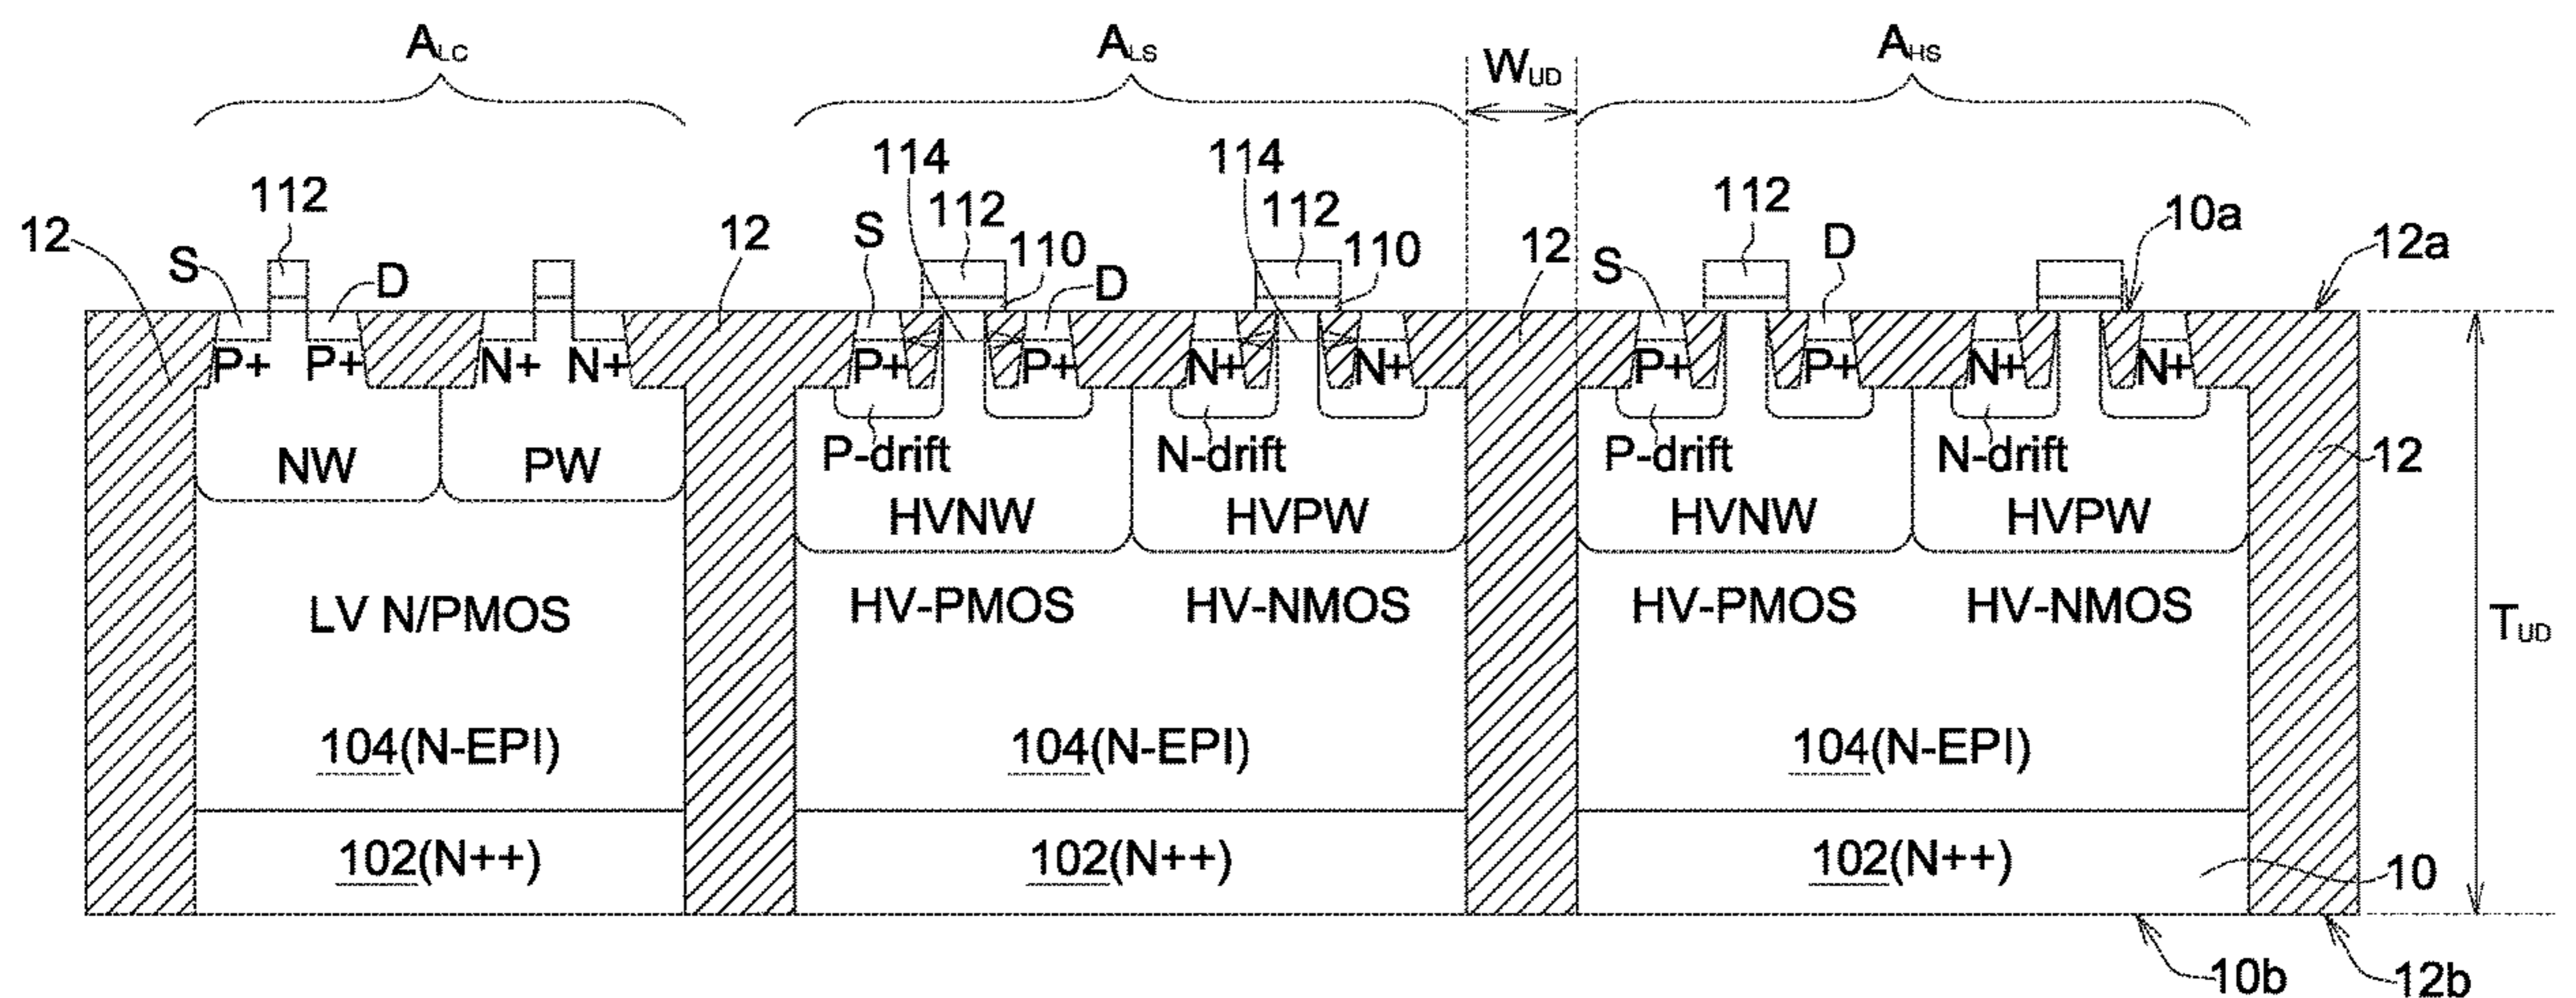 ALC ALS WUD AHS
114 114
112 112 112 112 10a
12 12 S 110 110 12 D 12a
S D D S
P+ P+ N+ N+ P+ P+ N+ N+ P+ P+ N+ N+
NW PW P-drift N-drift P-drift N-drift 12
HVNW HVPW HVNW HVPW
LV N/PMOS HV-PMOS HV-NMOS HV-PMOS HV-NMOS TUD
104(N-EPI) 104(N-EPI) 104(N-EPI)
102(N++) 102(N++) 102(N++) 10
10b 12b